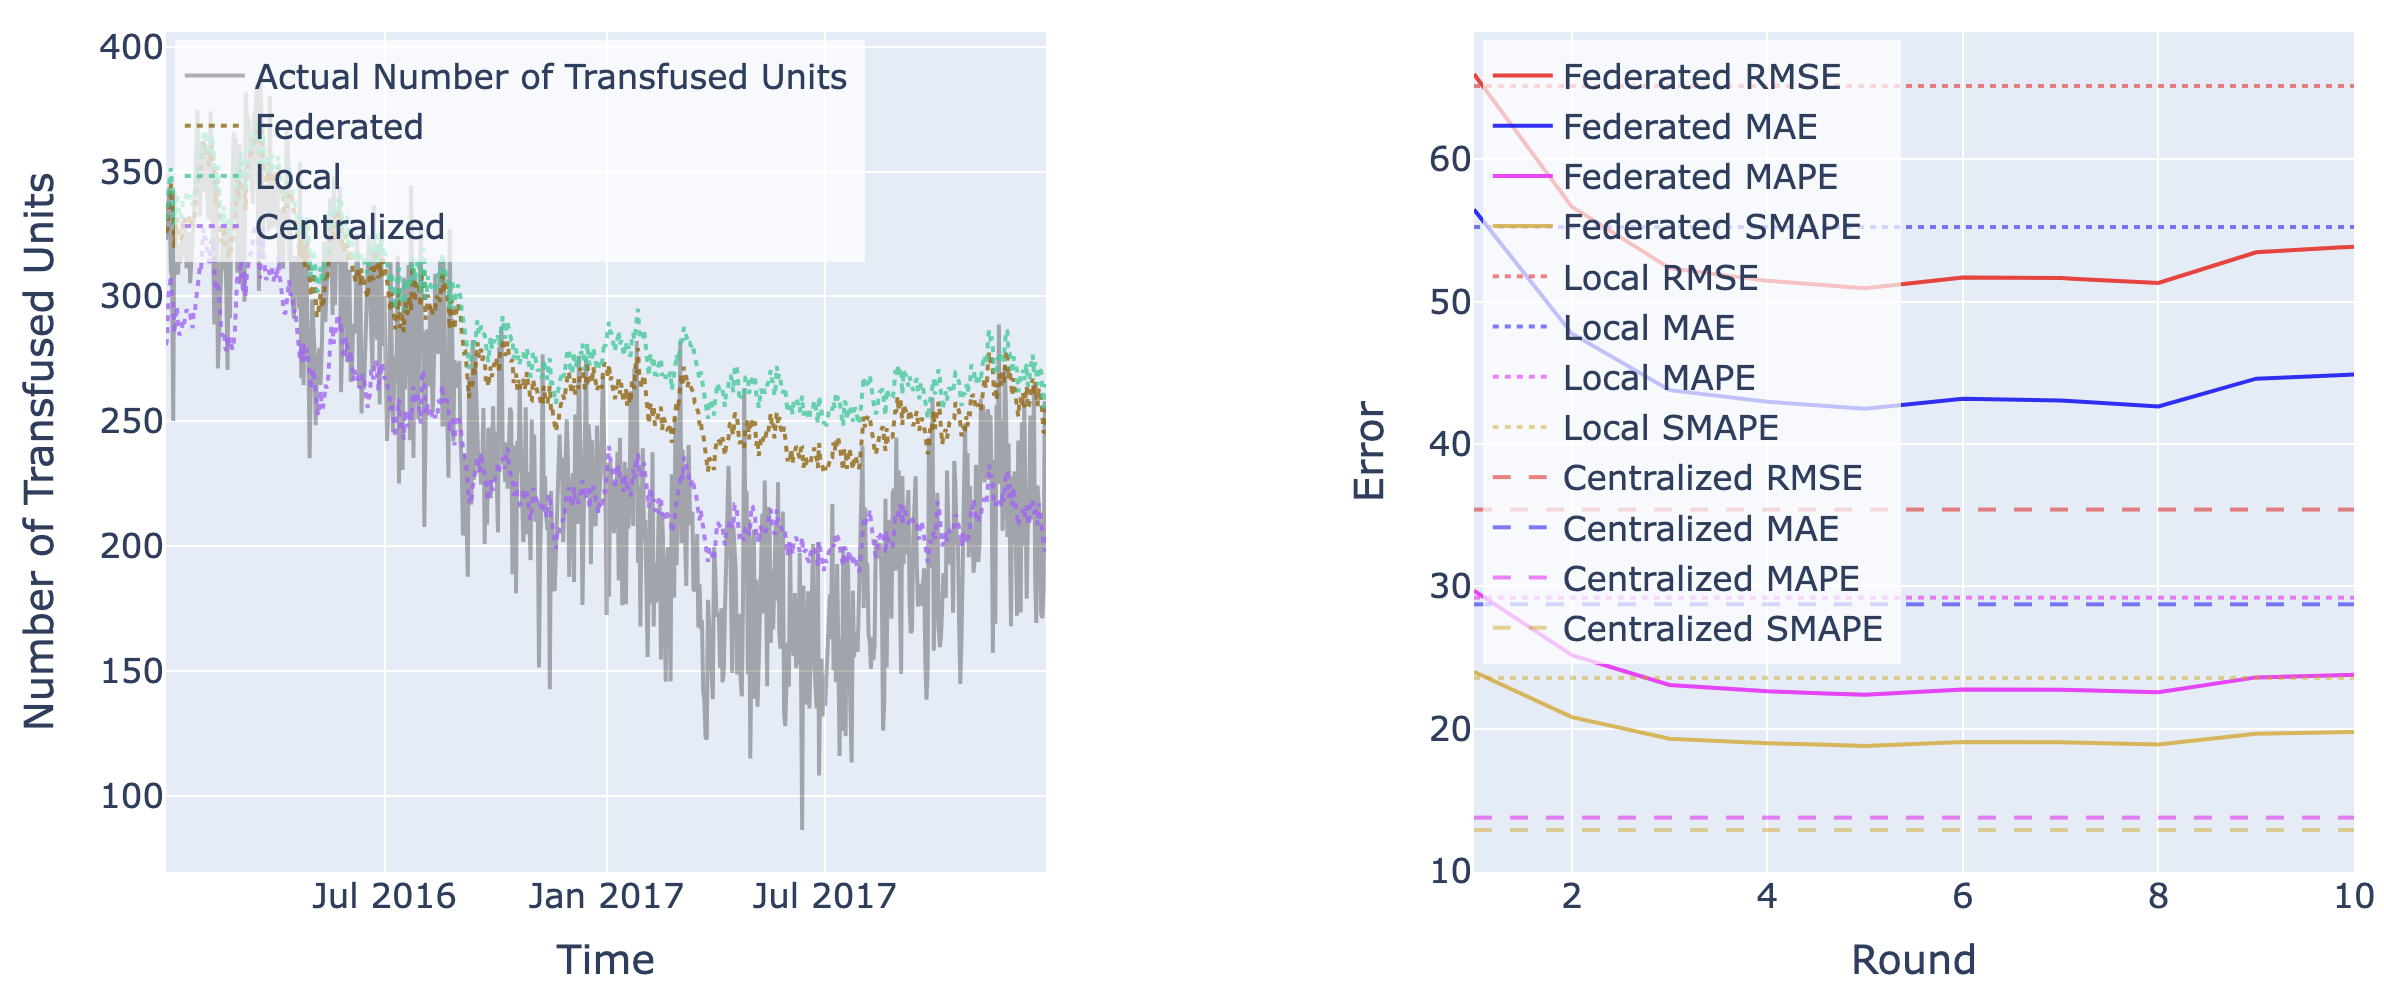 Number of Transfused Units
400
350
300
250
200
150
100
Actual Number of Transfused Units
Federated
Local
Centralized
Jul 2016
Jan 2017
Jul 2017
Time
Error
60
50
40
30
20
10
Federated RMSE
Federated MAE
Federated MAPE
Federated SMAPE
Local RMSE
Local MAE
Local MAPE
Local SMAPE
Centralized RMSE
Centralized MAE
Centralized MAPE
Centralized SMAPE
2
4
6
8
10
Round